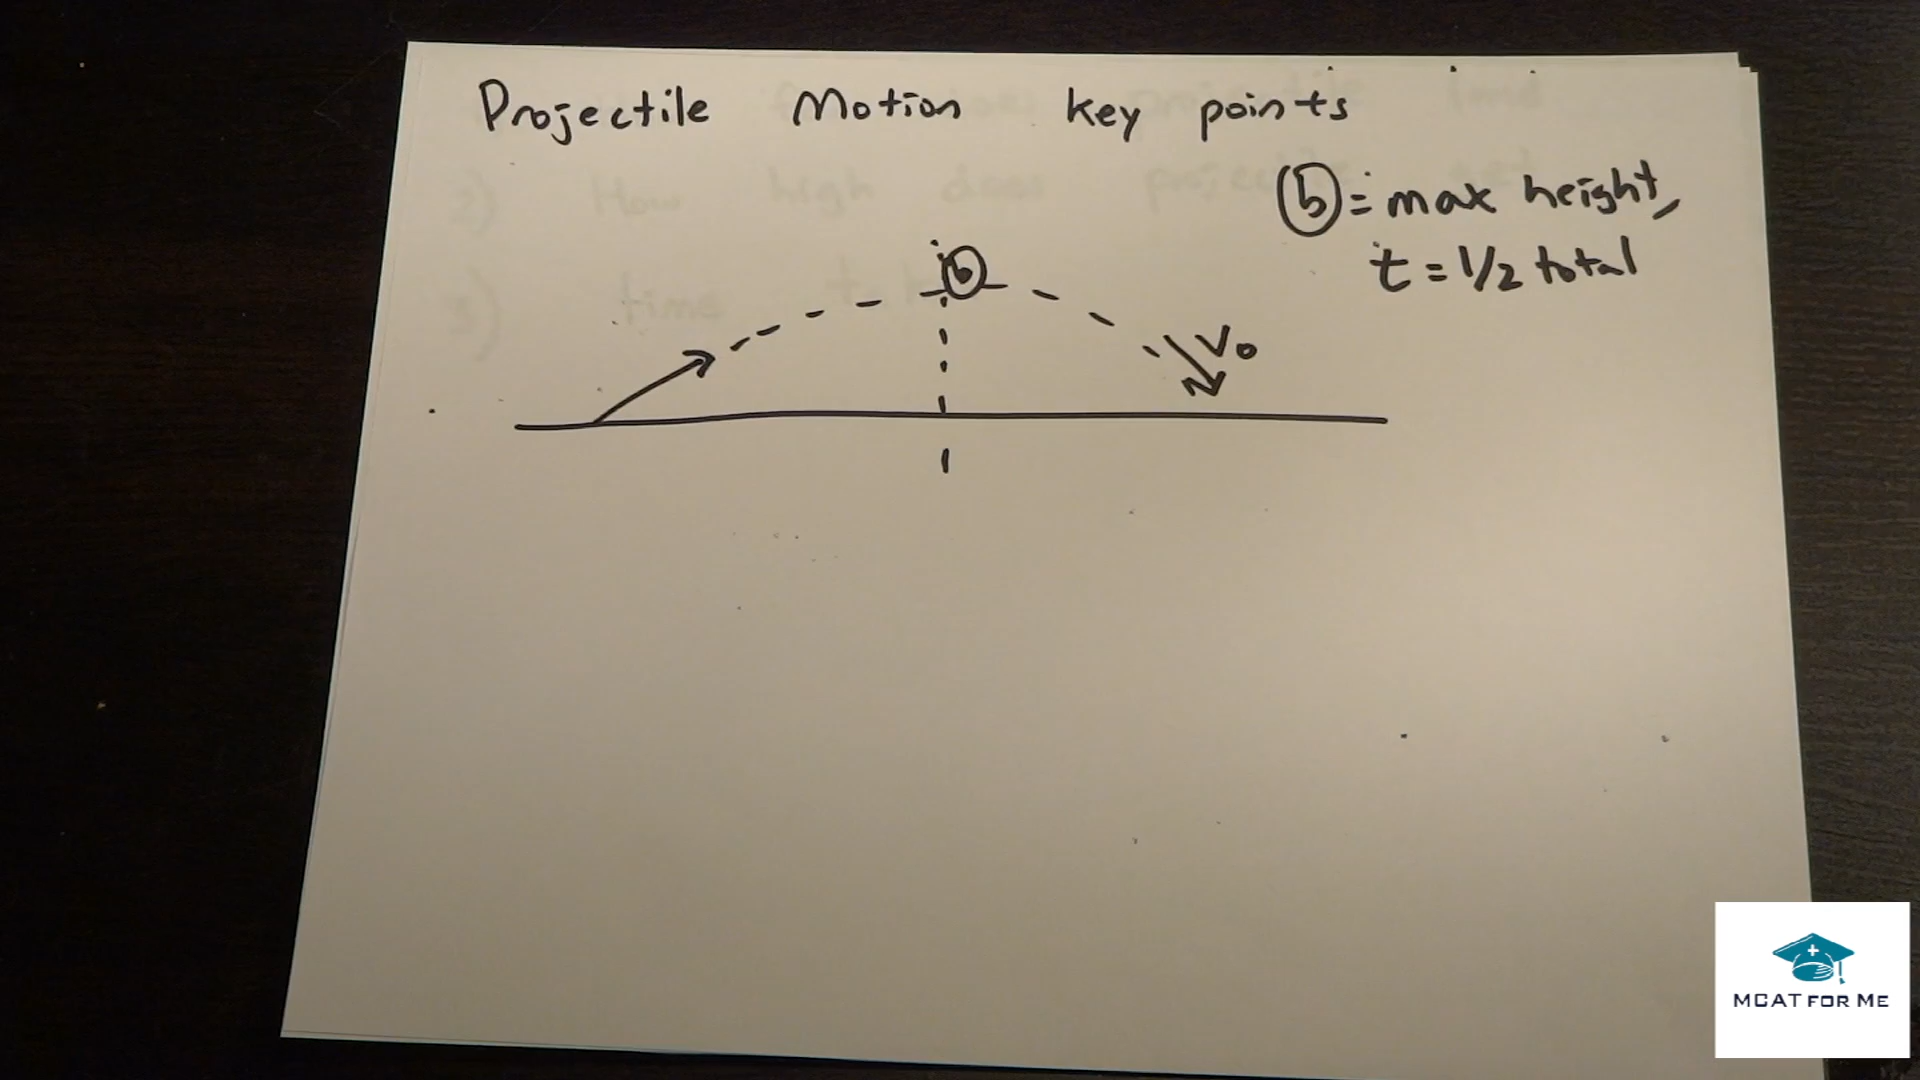 Projectile Motion key points
(b) = max height,
t = 1/2 total
b
V0
MCAT FOR ME